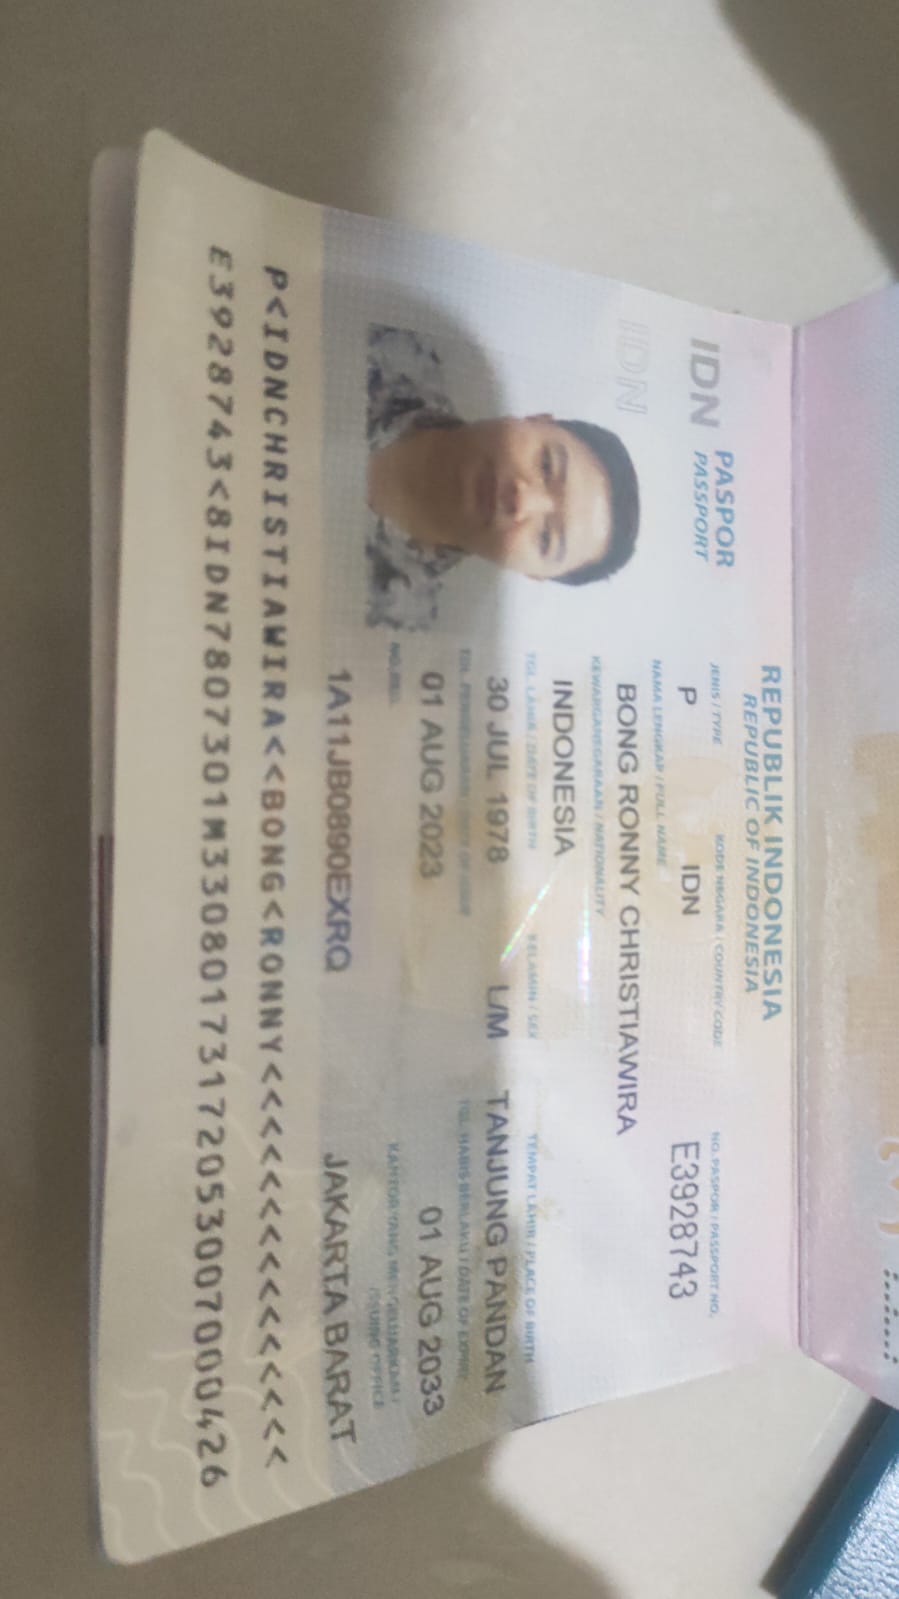 REPUBLIK INDONESIA
REPUBLIC OF INDONESIA
IDN PASPOR
PASSPORT
JENIS / TYPE KODE NEGARA / COUNTRY CODE NO. PASPOR / PASSPORT NO.
P IDN E3928743
NAMA LENGKAP / FULL NAME
IDN
BONG RONNY CHRISTIAWIRA
KEWARGANEGARAAN / NATIONALITY
INDONESIA
TGL. LAHIR / DATE OF BIRTH KELAMIN / SEX TEMPAT LAHIR / PLACE OF BIRTH
30 JUL 1978 L/M TANJUNG PANDAN
TGL. PENGELUARAN / DATE OF ISSUE TGL. HABIS BERLAKU / DATE OF EXPIRY
01 AUG 2023 01 AUG 2033
NO. REG. KANTOR YANG MENGELUARKAN /
ISSUING OFFICE
1A11JB0890EXRQ JAKARTA BARAT
P<IDNCHRISTIAWIRA<<BONG<RONNY<<<<<<<<<<<<<<<
E3928743<8IDN7807301M3308017317205300700​0426